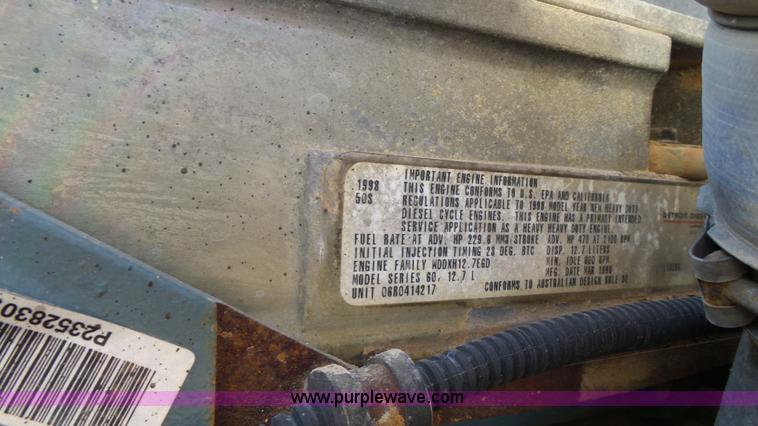 IMPORTANT ENGINE INFORMATION
1998 THIS ENGINE CONFORMS TO U.S. EPA AND CALIFORNIA
50S REGULATIONS APPLICABLE TO 1998 MODEL YEAR NEW HEAVY DUTY
DIESEL CYCLE ENGINES. THIS ENGINE HAS A PRIMARY INTENDED
SERVICE APPLICATION AS A HEAVY HEAVY DUTY ENGINE.
FUEL RATE AT ADV. HP 229.6 MM3/STROKE ADV. HP 470 AT 2100 RPM
INITIAL INJECTION TIMING 23 DEG. BTC DISP. 12.7 LITERS
ENGINE FAMILY WDDXH12.7EGD MIN. IDLE 600 RPM
MODEL SERIES 60, 12.7 L MFG. DATE MAR 1998
UNIT 06R0414217 CONFORMS TO AUSTRALIAN DESIGN RULE 30
www.purplewave.com